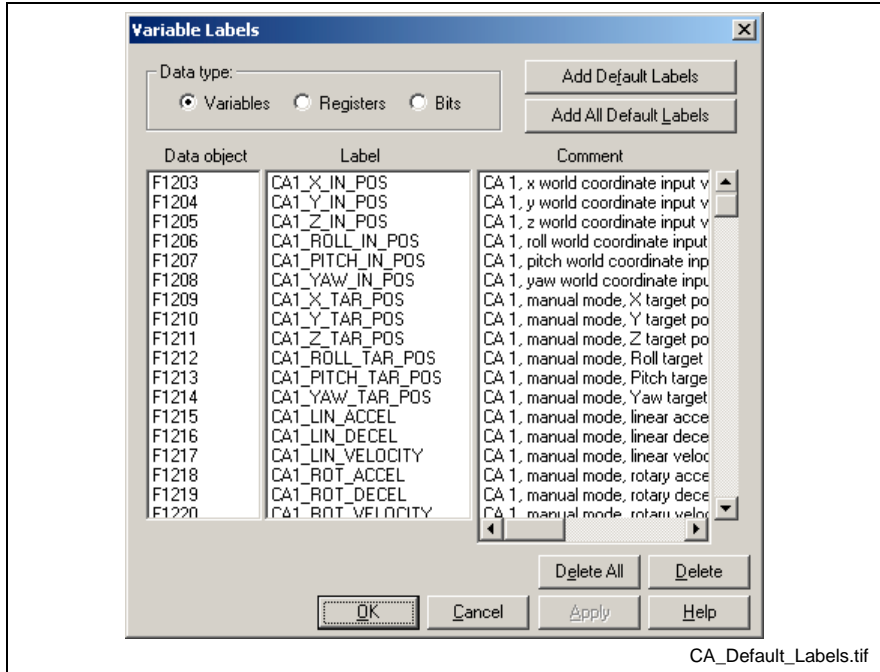 Variable Labels
Data type:
Variables Registers Bits
Add Default Labels
Add All Default Labels
Data object Label Comment
F1203 CA1_X_IN_POS CA 1, x world coordinate input v
F1204 CA1_Y_IN_POS CA 1, y world coordinate input v
F1205 CA1_Z_IN_POS CA 1, z world coordinate input v
F1206 CA1_ROLL_IN_POS CA 1, roll world coordinate input
F1207 CA1_PITCH_IN_POS CA 1, pitch world coordinate inp
F1208 CA1_YAW_IN_POS CA 1, yaw world coordinate inpu
F1209 CA1_X_TAR_POS CA 1, manual mode, X target po
F1210 CA1_Y_TAR_POS CA 1, manual mode, Y target po
F1211 CA1_Z_TAR_POS CA 1, manual mode, Z target po
F1212 CA1_ROLL_TAR_POS CA 1, manual mode, Roll target
F1213 CA1_PITCH_TAR_POS CA 1, manual mode, Pitch targe
F1214 CA1_YAW_TAR_POS CA 1, manual mode, Yaw target
F1215 CA1_LIN_ACCEL CA 1, manual mode, linear acce
F1216 CA1_LIN_DECEL CA 1, manual mode, linear dece
F1217 CA1_LIN_VELOCITY CA 1, manual mode, linear veloc
F1218 CA1_ROT_ACCEL CA 1, manual mode, rotary acce
F1219 CA1_ROT_DECEL CA 1, manual mode, rotary dece
F1220 CA1_ROT_VELOCITY CA 1, manual mode, rotary veloc
Delete All Delete
OK Cancel Apply Help
CA_Default_Labels.tif